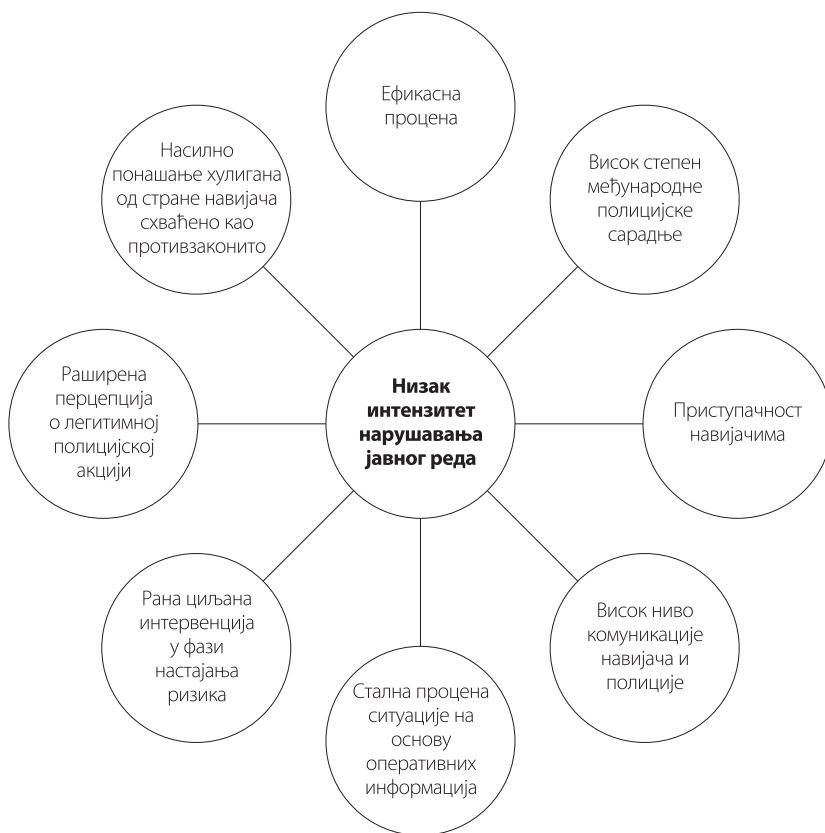 Ефикасна
процена
Висок степен
међународне
полицијске
сарадње
Приступачност
навијачима
Висок ниво
комуникације
навијача и
полиције
Стална процена
ситуације на
основу
оперативних
информација
Рана циљана
интервенција
у фази
настајања
ризика
Раширена
перцепција
о легитимној
полицијској
акцији
Насилно
понашање хулигана
од стране навијача
схваћено као
противзаконито
Низак
интензитет
нарушавања
јавног реда